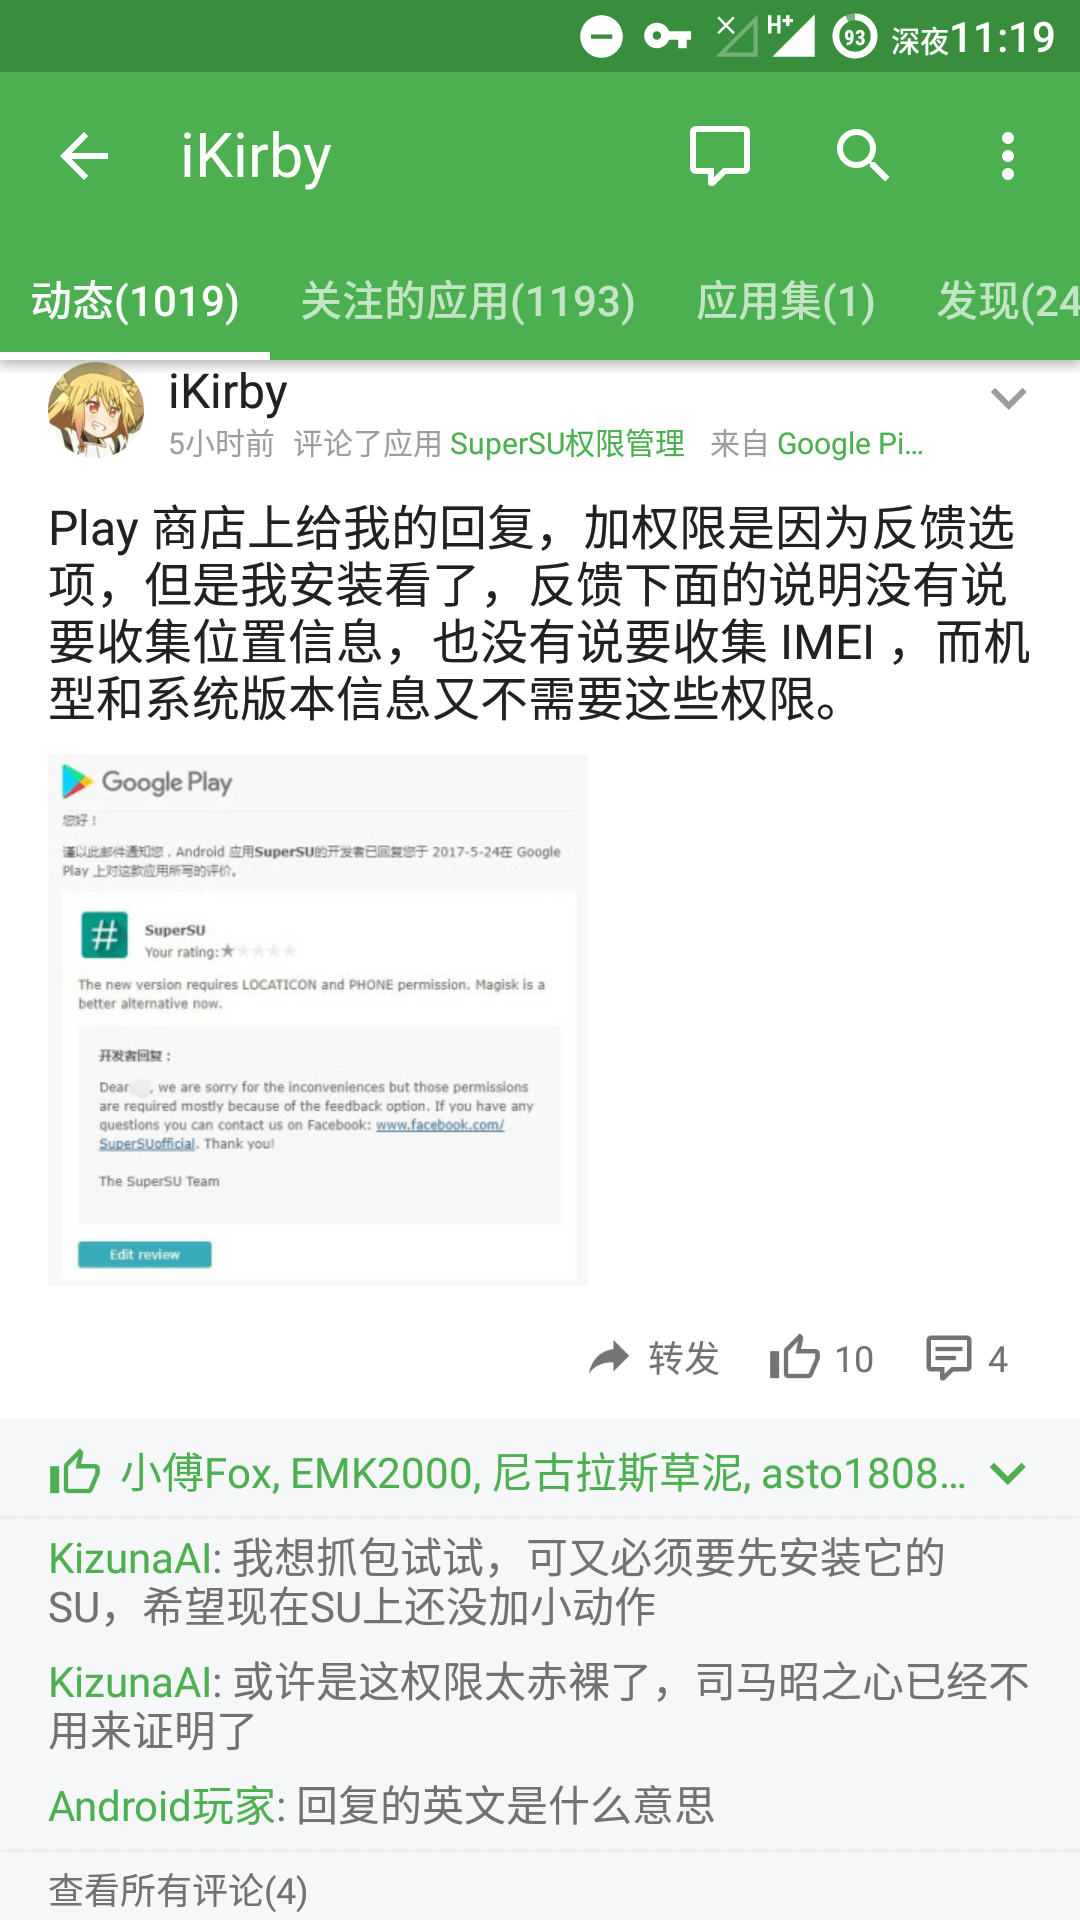 H+ 93 深夜11:19
iKirby
动态(1019) 关注的应用(1193) 应用集(1) 发现(24
iKirby
5小时前 评论了应用 SuperSU权限管理 来自 Google Pi...
Play 商店上给我的回复，加权限是因为反馈选
项，但是我安装看了，反馈下面的说明没有说
要收集位置信息，也没有说要收集 IMEI ，而机
型和系统版本信息又不需要这些权限。
Google Play
您好！
谨以此邮件通知您，Android 应用SuperSU的开发者已回复您于 2017-5-24在 Google
Play 上对这款应用所写的评价。
#
SuperSU
Your rating:★★★★★
The new version requires LOCATICON and PHONE permission. Magisk is a
better alternative now.
开发者回复：
Dear , we are sorry for the inconveniences but those permissions
are required mostly because of the feedback option. If you have any
questions you can contact us on Facebook: www.facebook.com/
SuperSUofficial. Thank you!
The SuperSU Team
Edit review
转发 10 4
小傅Fox, EMK2000, 尼古拉斯草泥, asto1808...
KizunaAI: 我想抓包试试，可又必须要先安装它的
SU，希望现在SU上还没加小动作
KizunaAI: 或许是这权限太赤裸了，司马昭之心已经不
用来证明了
Android玩家: 回复的英文是什么意思
查看所有评论(4)